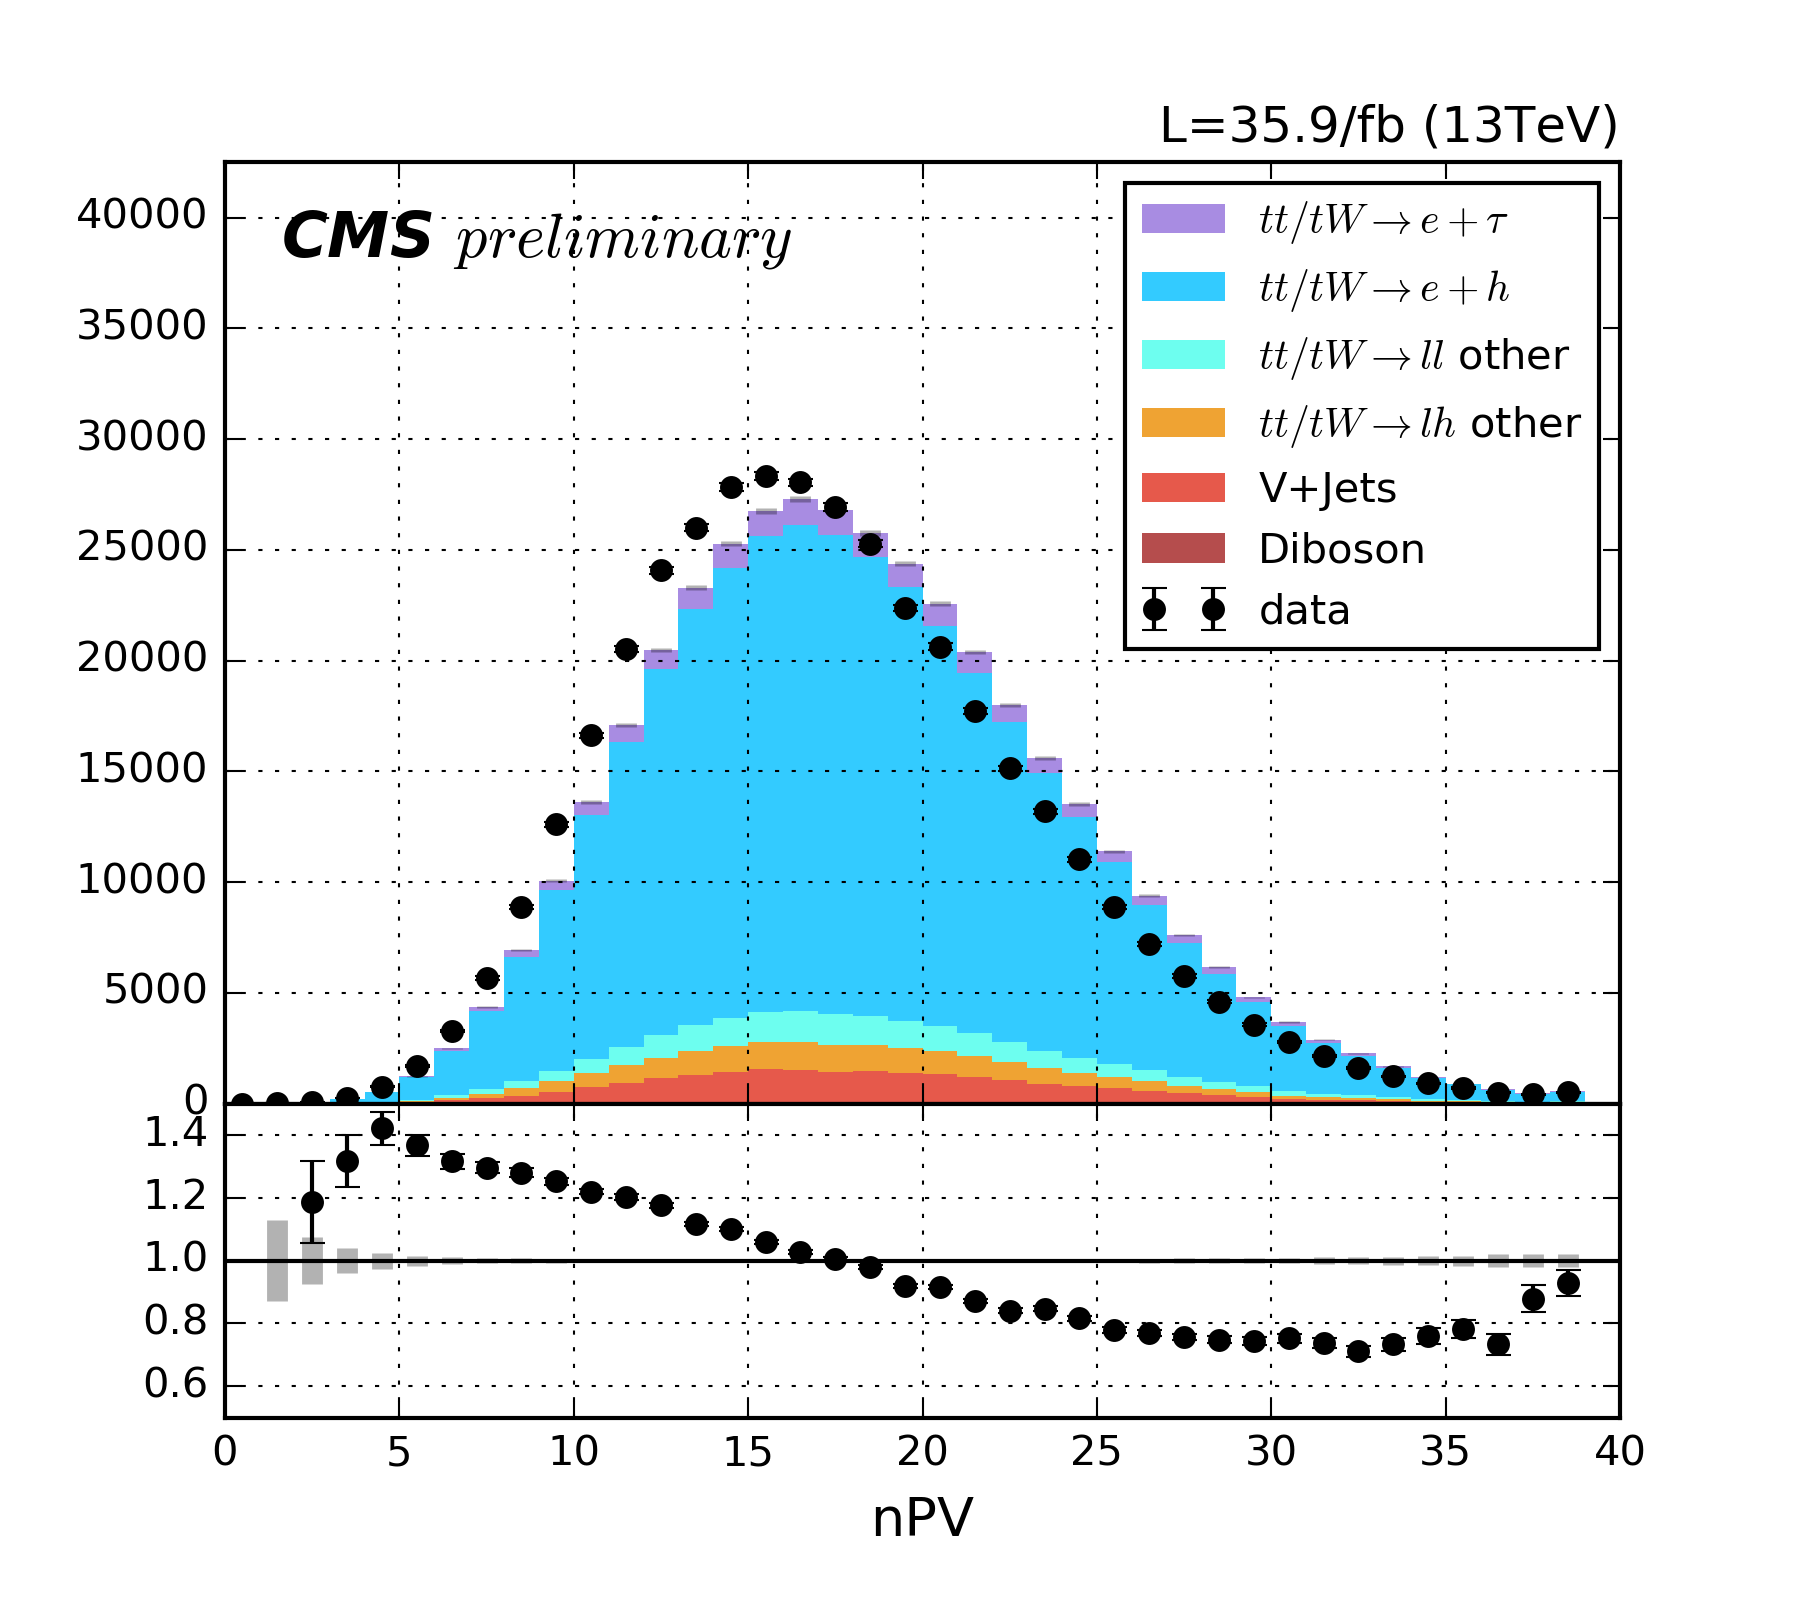 L=35.9/fb (13TeV)
CMS preliminary
40000
35000
30000
25000
20000
15000
10000
5000
0
tt/tW→e+τ
tt/tW→e+h
tt/tW→ll other
tt/tW→lh other
V+Jets
Diboson
data
1.4
1.2
1.0
0.8
0.6
0 5 10 15 20 25 30 35 40
nPV